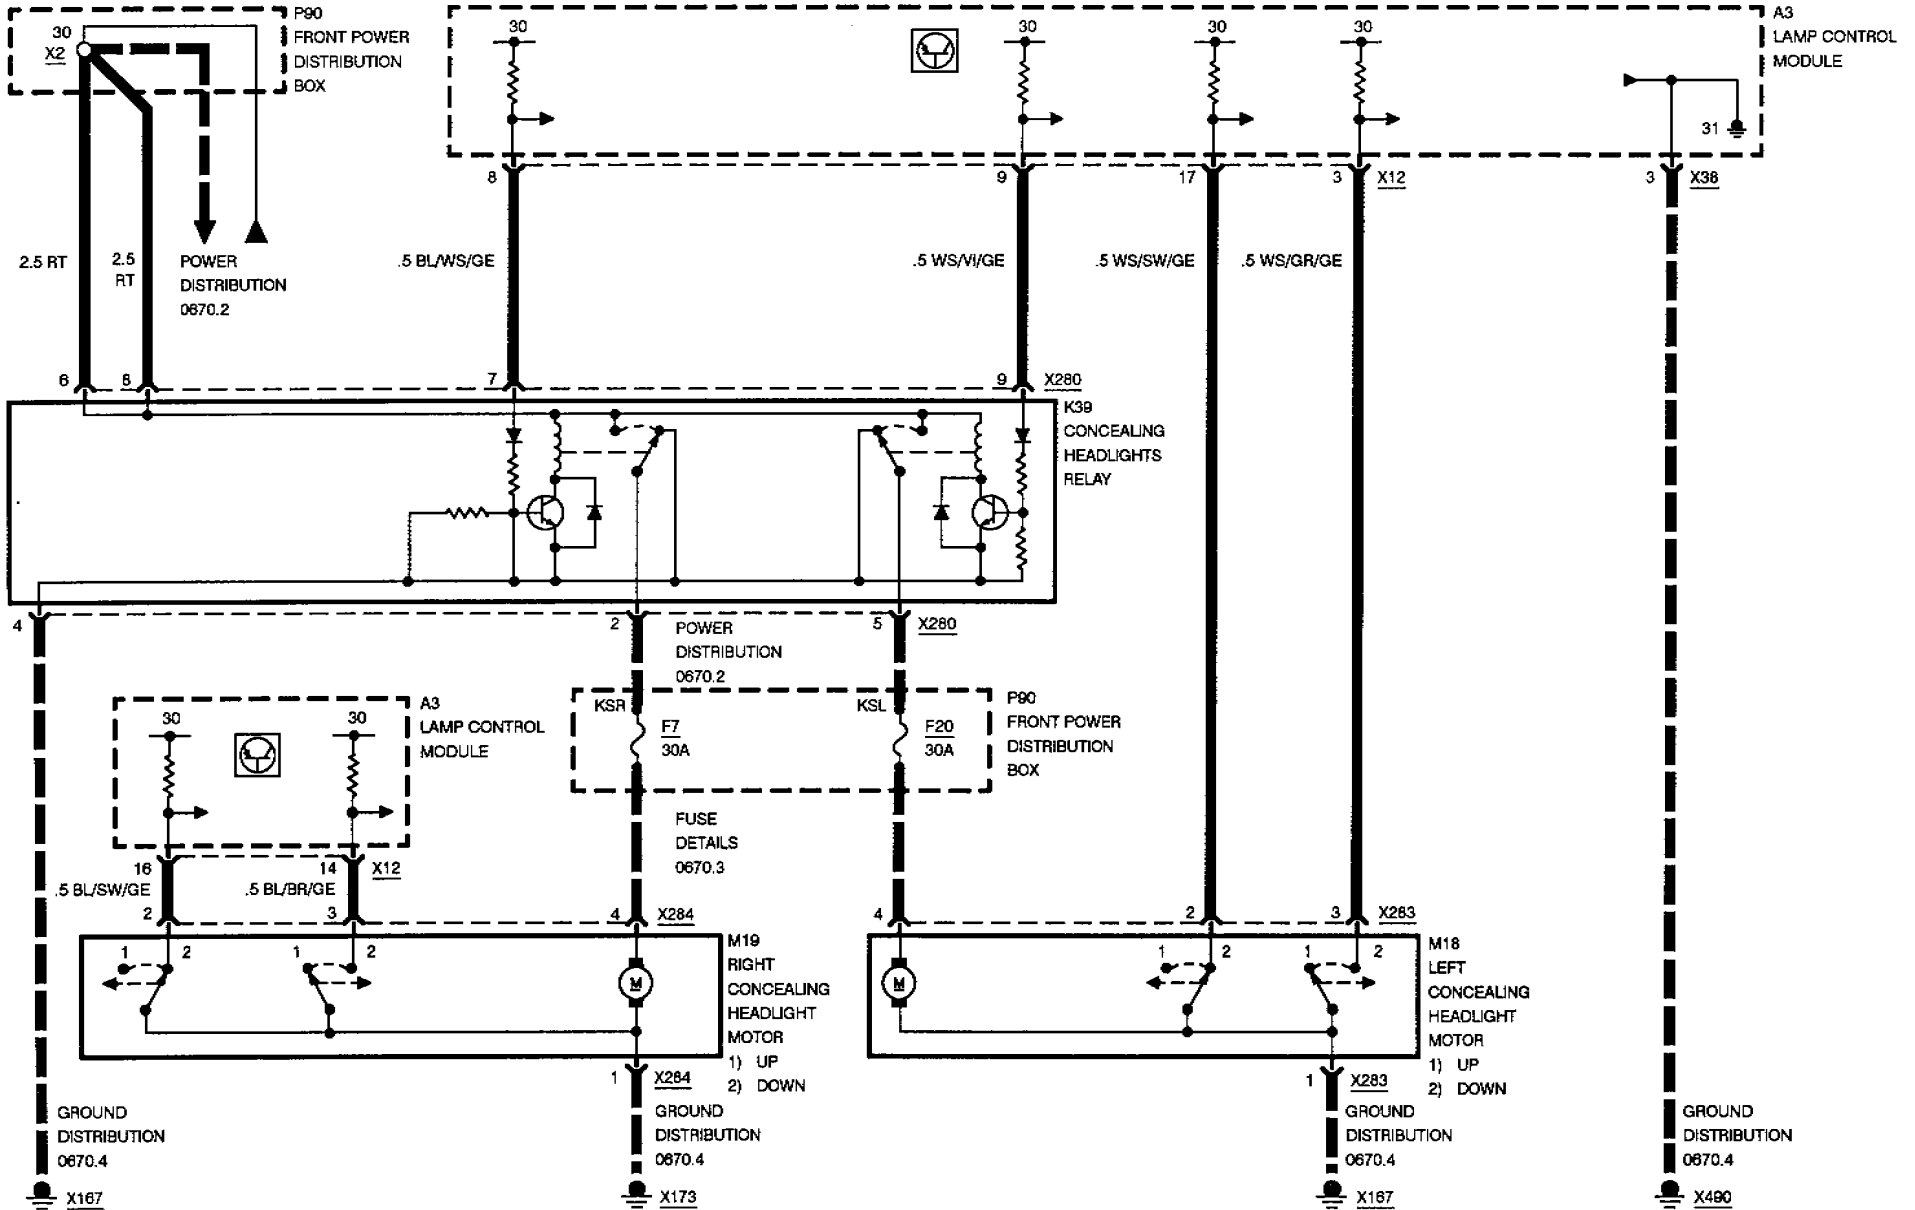 P90
FRONT POWER
DISTRIBUTION
BOX
30
X2
30
30
30
30
A3
LAMP CONTROL
MODULE
31
8
9
17
3
X12
3
X38
2.5 RT
2.5
RT
POWER
DISTRIBUTION
0670.2
.5 BL/WS/GE
.5 WS/VI/GE
.5 WS/SW/GE
.5 WS/GR/GE
6
8
7
9
X280
K39
CONCEALING
HEADLIGHTS
RELAY
4
2
5
X280
POWER
DISTRIBUTION
0670.2
A3
LAMP CONTROL
MODULE
30
30
KSR
F7
30A
KSL
F20
30A
P90
FRONT POWER
DISTRIBUTION
BOX
FUSE
DETAILS
0670.3
16
14
X12
.5 BL/SW/GE
.5 BL/BR/GE
2
3
4
X284
4
2
3
X283
1
2
1
2
M
M19
RIGHT
CONCEALING
HEADLIGHT
MOTOR
1) UP
2) DOWN
M
1
2
1
2
M18
LEFT
CONCEALING
HEADLIGHT
MOTOR
1) UP
2) DOWN
1
X284
1
X283
GROUND
DISTRIBUTION
0670.4
GROUND
DISTRIBUTION
0670.4
GROUND
DISTRIBUTION
0670.4
GROUND
DISTRIBUTION
0670.4
X167
X173
X167
X490